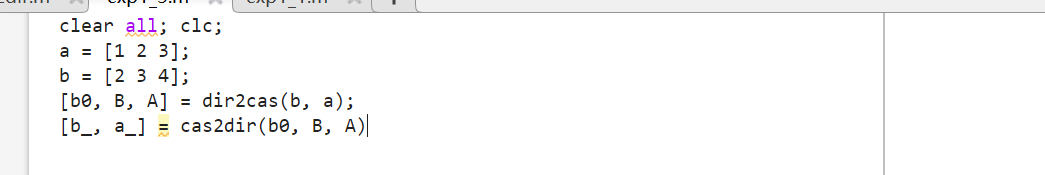 clear all; clc;
a = [1 2 3];
b = [2 3 4];
[b0, B, A] = dir2cas(b, a);
[b_, a_] = cas2dir(b0, B, A)